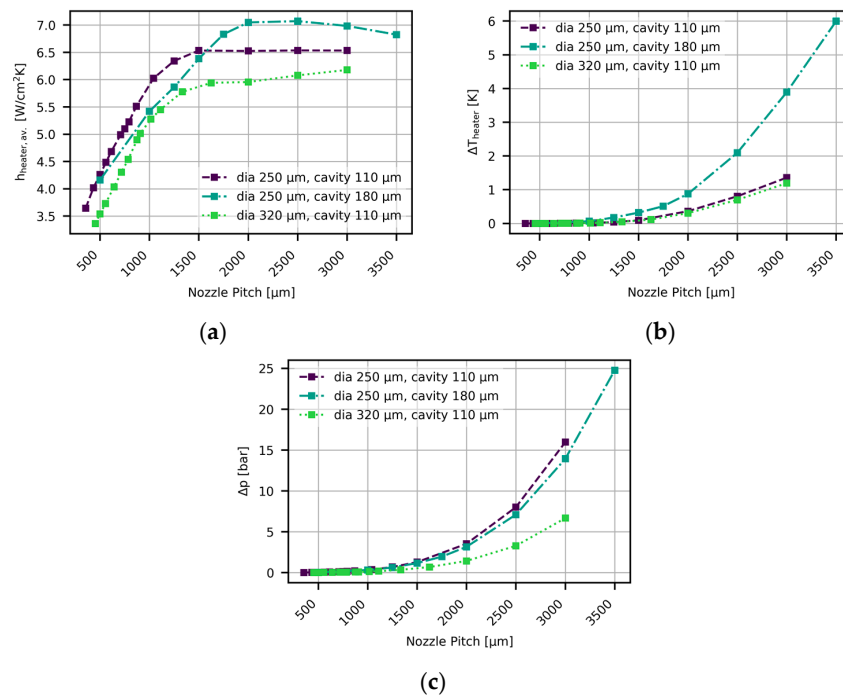 7.0
6.5
6.0
5.5
5.0
4.5
4.0
3.5
h_heater, av. [W/cm²K]
dia 250 μm, cavity 110 μm
dia 250 μm, cavity 180 μm
dia 320 μm, cavity 110 μm
500 1000 1500 2000 2500 3000 3500
Nozzle Pitch [μm]
(a)
6
5
4
3
2
1
0
ΔT_heater [K]
dia 250 μm, cavity 110 μm
dia 250 μm, cavity 180 μm
dia 320 μm, cavity 110 μm
500 1000 1500 2000 2500 3000 3500
Nozzle Pitch [μm]
(b)
25
20
15
10
5
0
Δp [bar]
dia 250 μm, cavity 110 μm
dia 250 μm, cavity 180 μm
dia 320 μm, cavity 110 μm
500 1000 1500 2000 2500 3000 3500
Nozzle Pitch [μm]
(c)